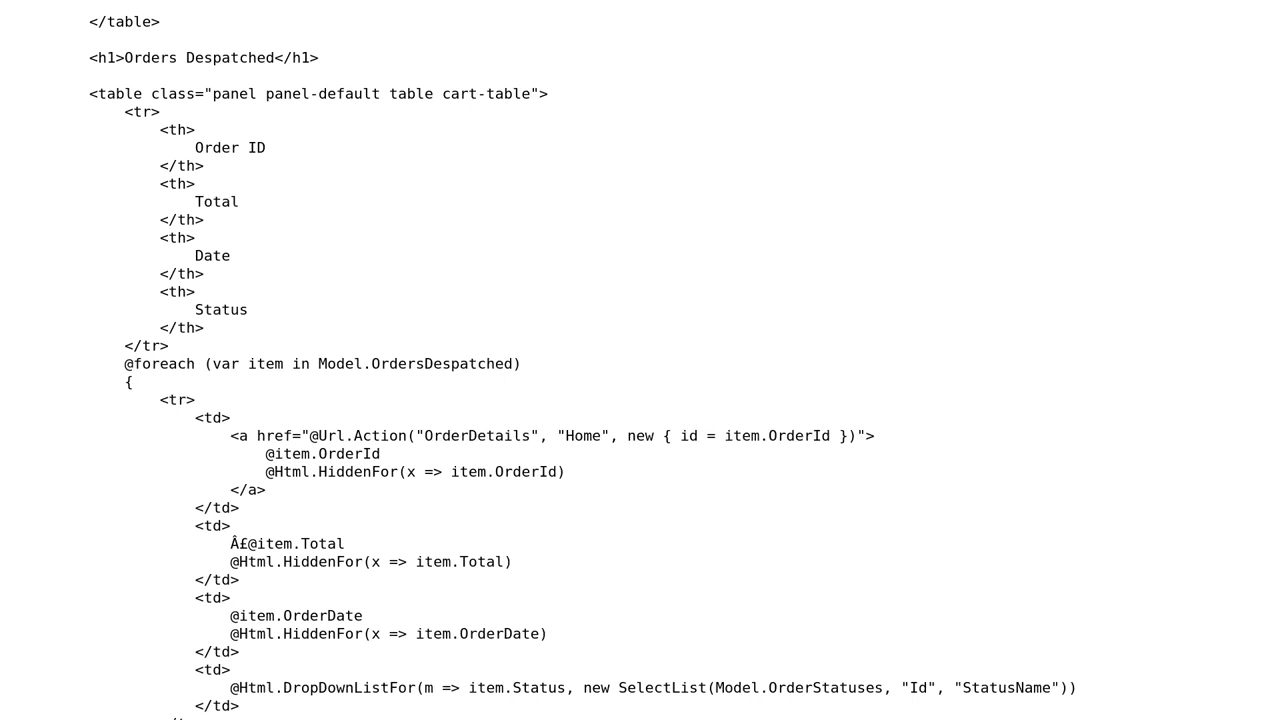 </table>
<h1>Orders Despatched</h1>
<table class="panel panel-default table cart-table">
<tr>
<th>
Order ID
</th>
<th>
Total
</th>
<th>
Date
</th>
<th>
Status
</th>
</tr>
@foreach (var item in Model.OrdersDespatched)
{
<tr>
<td>
<a href="@Url.Action("OrderDetails", "Home", new { id = item.OrderId })">
@item.OrderId
@Html.HiddenFor(x => item.OrderId)
</a>
</td>
<td>
Â£@item.Total
@Html.HiddenFor(x => item.Total)
</td>
<td>
@item.OrderDate
@Html.HiddenFor(x => item.OrderDate)
</td>
<td>
@Html.DropDownListFor(m => item.Status, new SelectList(Model.OrderStatuses, "Id", "StatusName"))
</td>